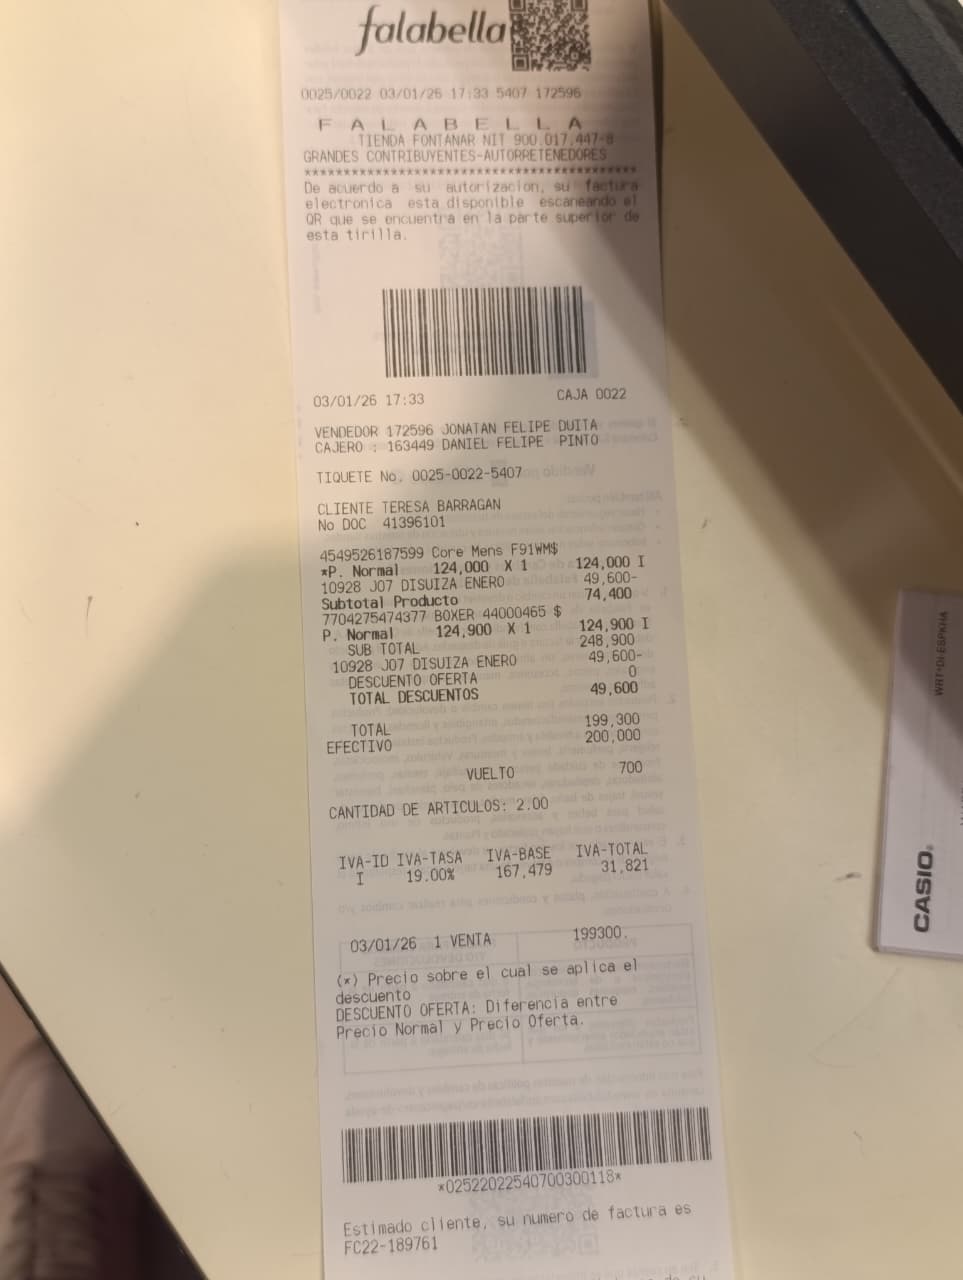 falabella
0025/0022 03/01/26 17:33 5407 172596
F A L A B E L L A
TIENDA FONTANAR NIT 900.017.447-8
GRANDES CONTRIBUYENTES-AUTORRETENEDORES
******************************************
De acuerdo a su autorizacion, su factura
electronica esta disponible escaneando el
QR que se encuentra en la parte superior de
esta tirilla.
03/01/26 17:33 CAJA 0022
VENDEDOR 172596 JONATAN FELIPE DUITA
CAJERO : 163449 DANIEL FELIPE PINTO
TIQUETE No. 0025-0022-5407
CLIENTE TERESA BARRAGAN
No DOC 41396101
4549526187599 Core Mens F91WM$
*P. Normal 124,000 X 1 124,000 I
10928 J07 DISUIZA ENERO 49,600-
Subtotal Producto 74,400
7704275474377 BOXER 44000465 $
P. Normal 124,900 X 1 124,900 I
SUB TOTAL 248,900
10928 J07 DISUIZA ENERO 49,600-
DESCUENTO OFERTA 0
TOTAL DESCUENTOS 49,600
TOTAL 199,300
EFECTIVO 200,000
VUELTO 700
CANTIDAD DE ARTICULOS: 2.00
IVA-ID IVA-TASA IVA-BASE IVA-TOTAL
I 19.00% 167,479 31,821
03/01/26 1 VENTA 199300.
(*) Precio sobre el cual se aplica el
descuento
DESCUENTO OFERTA: Diferencia entre
Precio Normal y Precio Oferta.
*02522022540700300118*
Estimado cliente, su numero de factura es
FC22-189761
CASIO